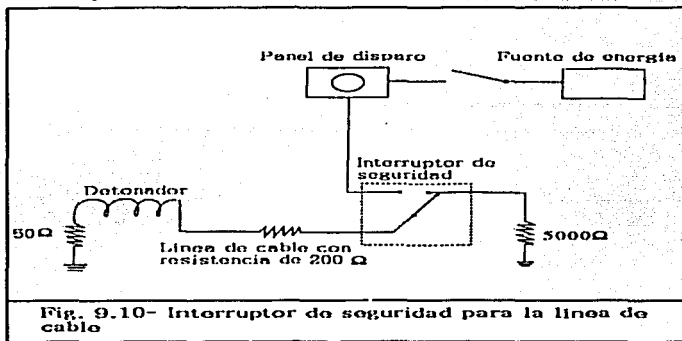 Panel de disparo
Fuente de energia
Interruptor de
seguridad
Detonador
50Ω
Linea de cable con
resistencia de 200 Ω
5000Ω
Fig. 9.10- Interruptor de seguridad para la linea de
cable